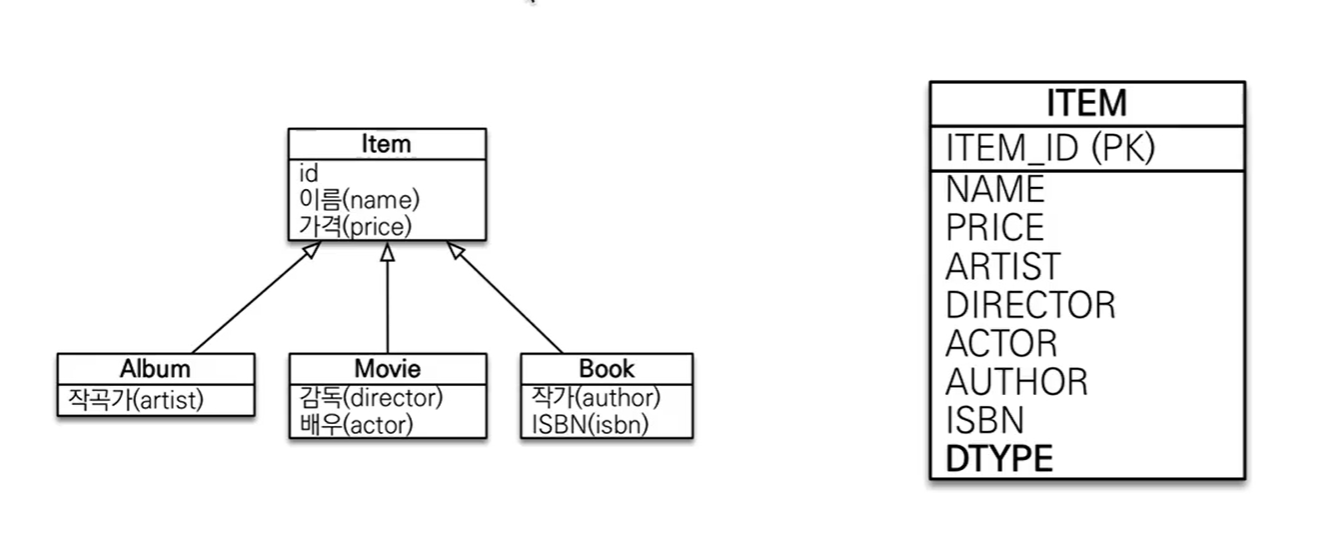 Item
id
이름(name)
가격(price)
Album
작곡가(artist)
Movie
감독(director)
배우(actor)
Book
작가(author)
ISBN(isbn)
ITEM
ITEM_ID (PK)
NAME
PRICE
ARTIST
DIRECTOR
ACTOR
AUTHOR
ISBN
DTYPE